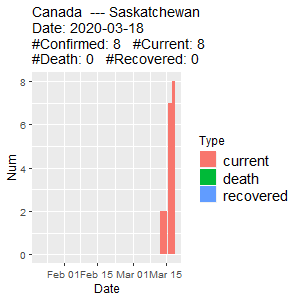 Canada --- Saskatchewan
Date: 2020-03-18
#Confirmed: 8 #Current: 8
#Death: 0 #Recovered: 0
8
6
4
2
0
Num
Feb 01 Feb 15 Mar 01 Mar 15
Date
Type
current
death
recovered